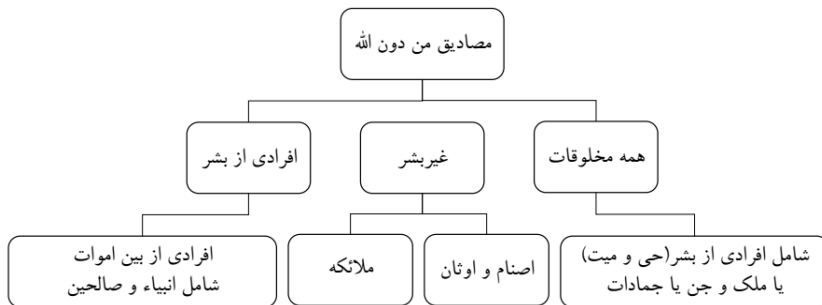 مصادیق من دون الله
همه مخلوقات
غیربشر
افرادی از بشر
شامل افرادی از بشر(حی و میت)
یا ملک و جن یا جمادات
اصنام و اوثان
ملائکه
افرادی از بین اموات
شامل انبیاء و صالحین